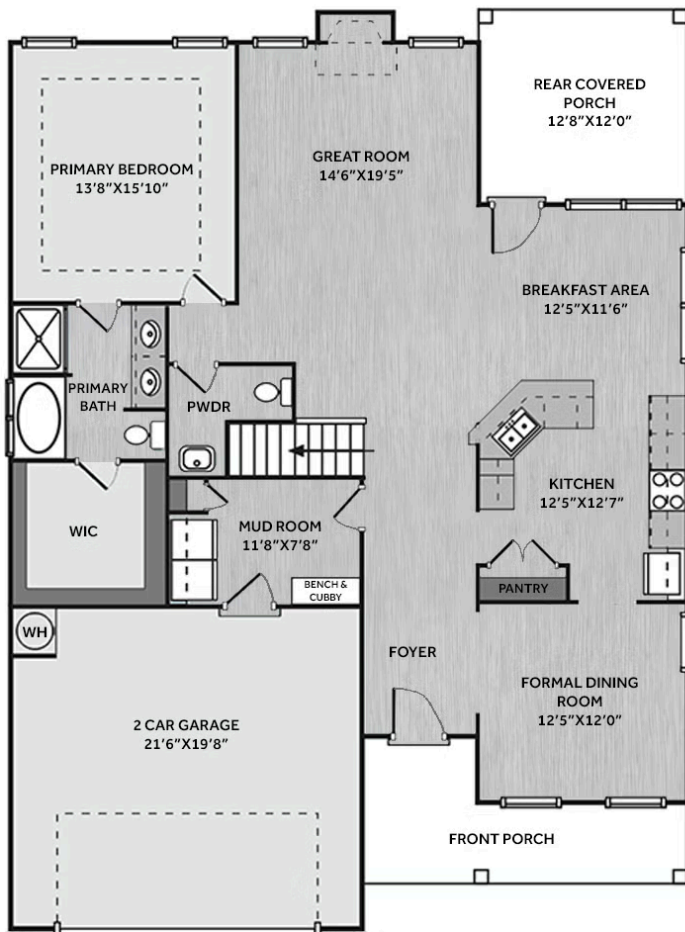 REAR COVERED
PORCH
12'8"X12'0"
PRIMARY BEDROOM
13'8"X15'10"
GREAT ROOM
14'6"X19'5"
BREAKFAST AREA
12'5"X11'6"
PRIMARY
BATH
PWDR
KITCHEN
12'5"X12'7"
WIC
MUD ROOM
11'8"X7'8"
BENCH &
CUBBY
PANTRY
WH
FOYER
FORMAL DINING
ROOM
12'5"X12'0"
2 CAR GARAGE
21'6"X19'8"
FRONT PORCH